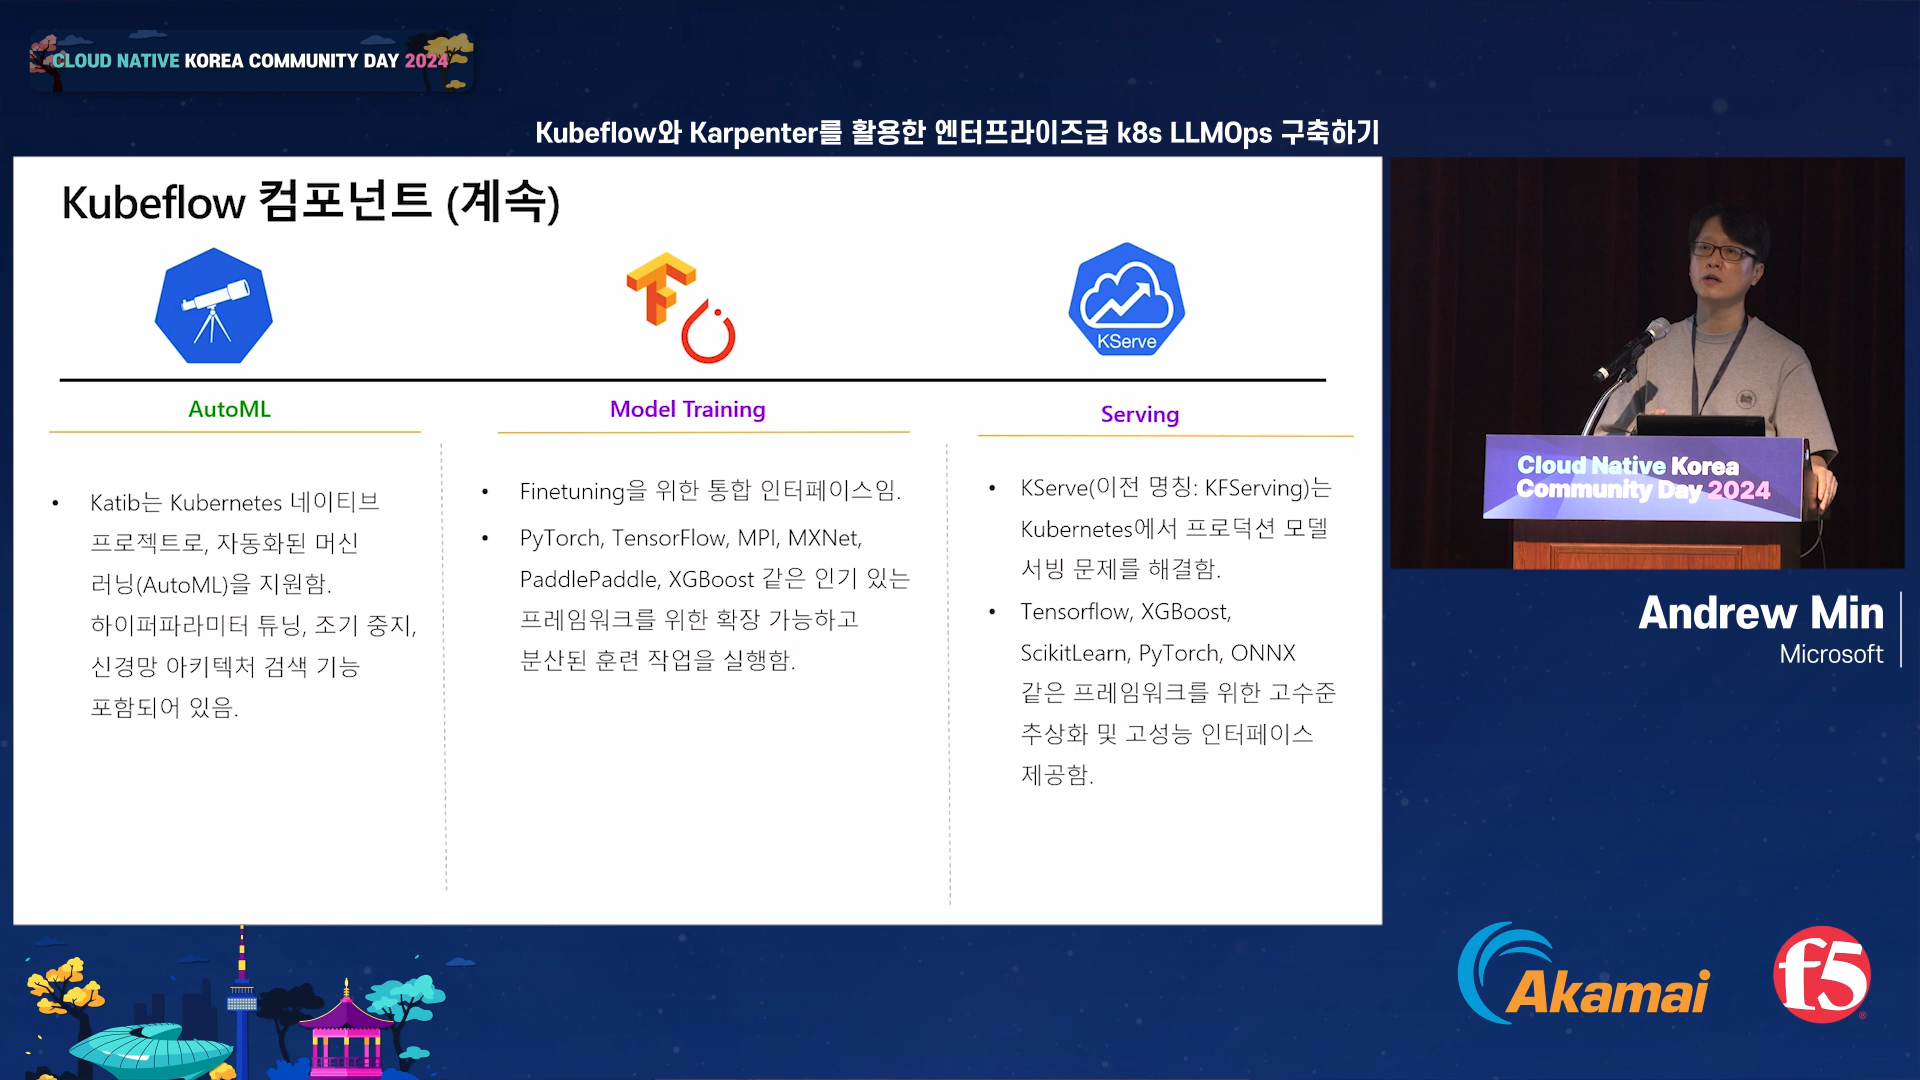 CLOUD NATIVE KOREA COMMUNITY DAY 2024
Kubeflow와 Karpenter를 활용한 엔터프라이즈급 k8s LLMOps 구축하기
Kubeflow 컴포넌트 (계속)
KServe
AutoML
Model Training
Serving
• Katib는 Kubernetes 네이티브
프로젝트로, 자동화된 머신
러닝(AutoML)을 지원함.
하이퍼파라미터 튜닝, 조기 중지,
신경망 아키텍처 검색 기능
포함되어 있음.
• Finetuning을 위한 통합 인터페이스임.
• PyTorch, TensorFlow, MPI, MXNet,
PaddlePaddle, XGBoost 같은 인기 있는
프레임워크를 위한 확장 가능하고
분산된 훈련 작업을 실행함.
• KServe(이전 명칭: KFServing)는
Kubernetes에서 프로덕션 모델
서빙 문제를 해결함.
• Tensorflow, XGBoost,
ScikitLearn, PyTorch, ONNX
같은 프레임워크를 위한 고수준
추상화 및 고성능 인터페이스
제공함.
Cloud Native Korea
Community Day 2024
Andrew Min
Microsoft
Akamai
f5